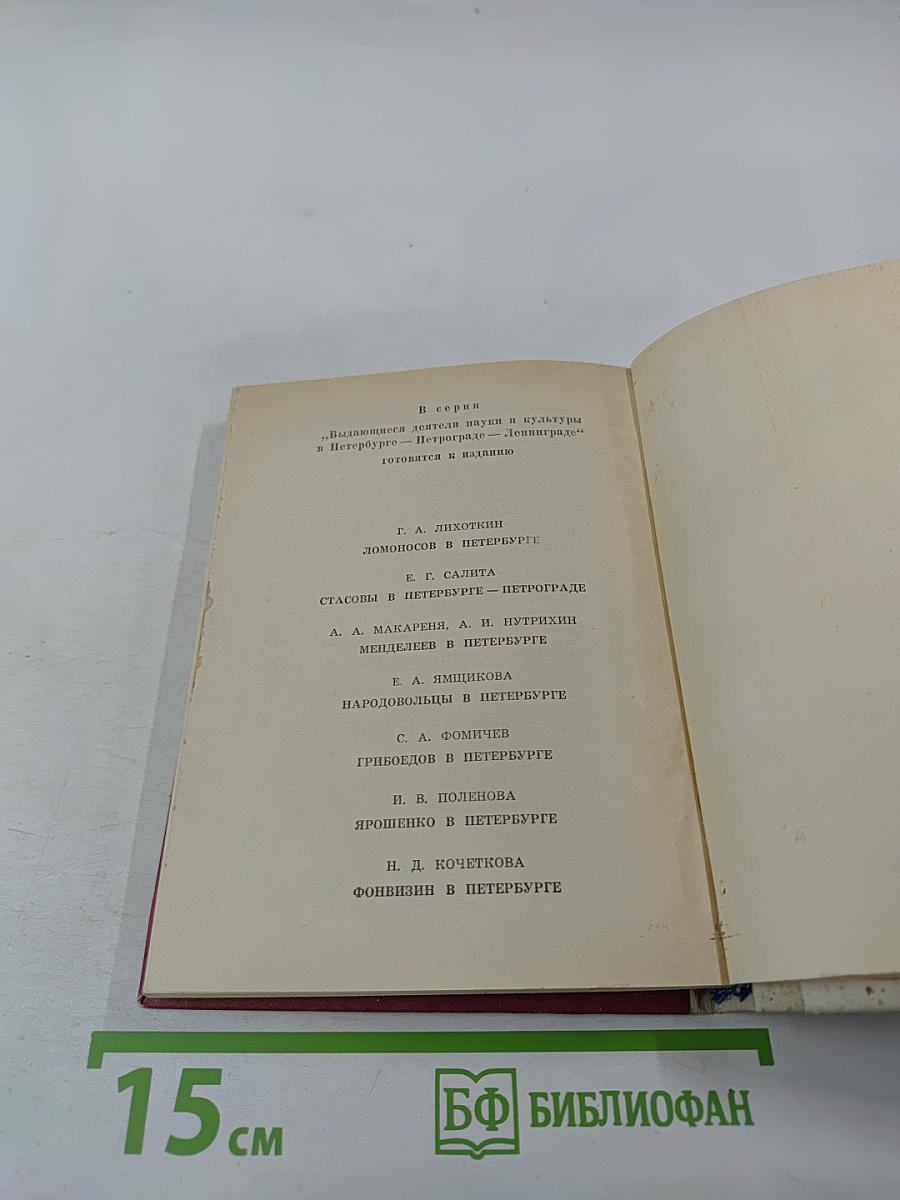 В серии
„Выдающиеся деятели науки и культуры
в Петербурге — Петрограде — Ленинграде“
готовятся к изданию
Г. А. ЛИХОТКИН
ЛОМОНОСОВ В ПЕТЕРБУРГЕ
Е. Г. САЛИТА
СТАСОВЫ В ПЕТЕРБУРГЕ — ПЕТРОГРАДЕ
А. А. МАКАРЕНЯ, А. И. НУТРИХИН
МЕНДЕЛЕЕВ В ПЕТЕРБУРГЕ
Е. А. ЯМЩИКОВА
НАРОДОВОЛЬЦЫ В ПЕТЕРБУРГЕ
С. А. ФОМИЧЕВ
ГРИБОЕДОВ В ПЕТЕРБУРГЕ
И. В. ПОЛЕНОВА
ЯРОШЕНКО В ПЕТЕРБУРГЕ
Н. Д. КОЧЕТКОВА
ФОНВИЗИН В ПЕТЕРБУРГЕ
15 см
БФ БИБЛИОФАН